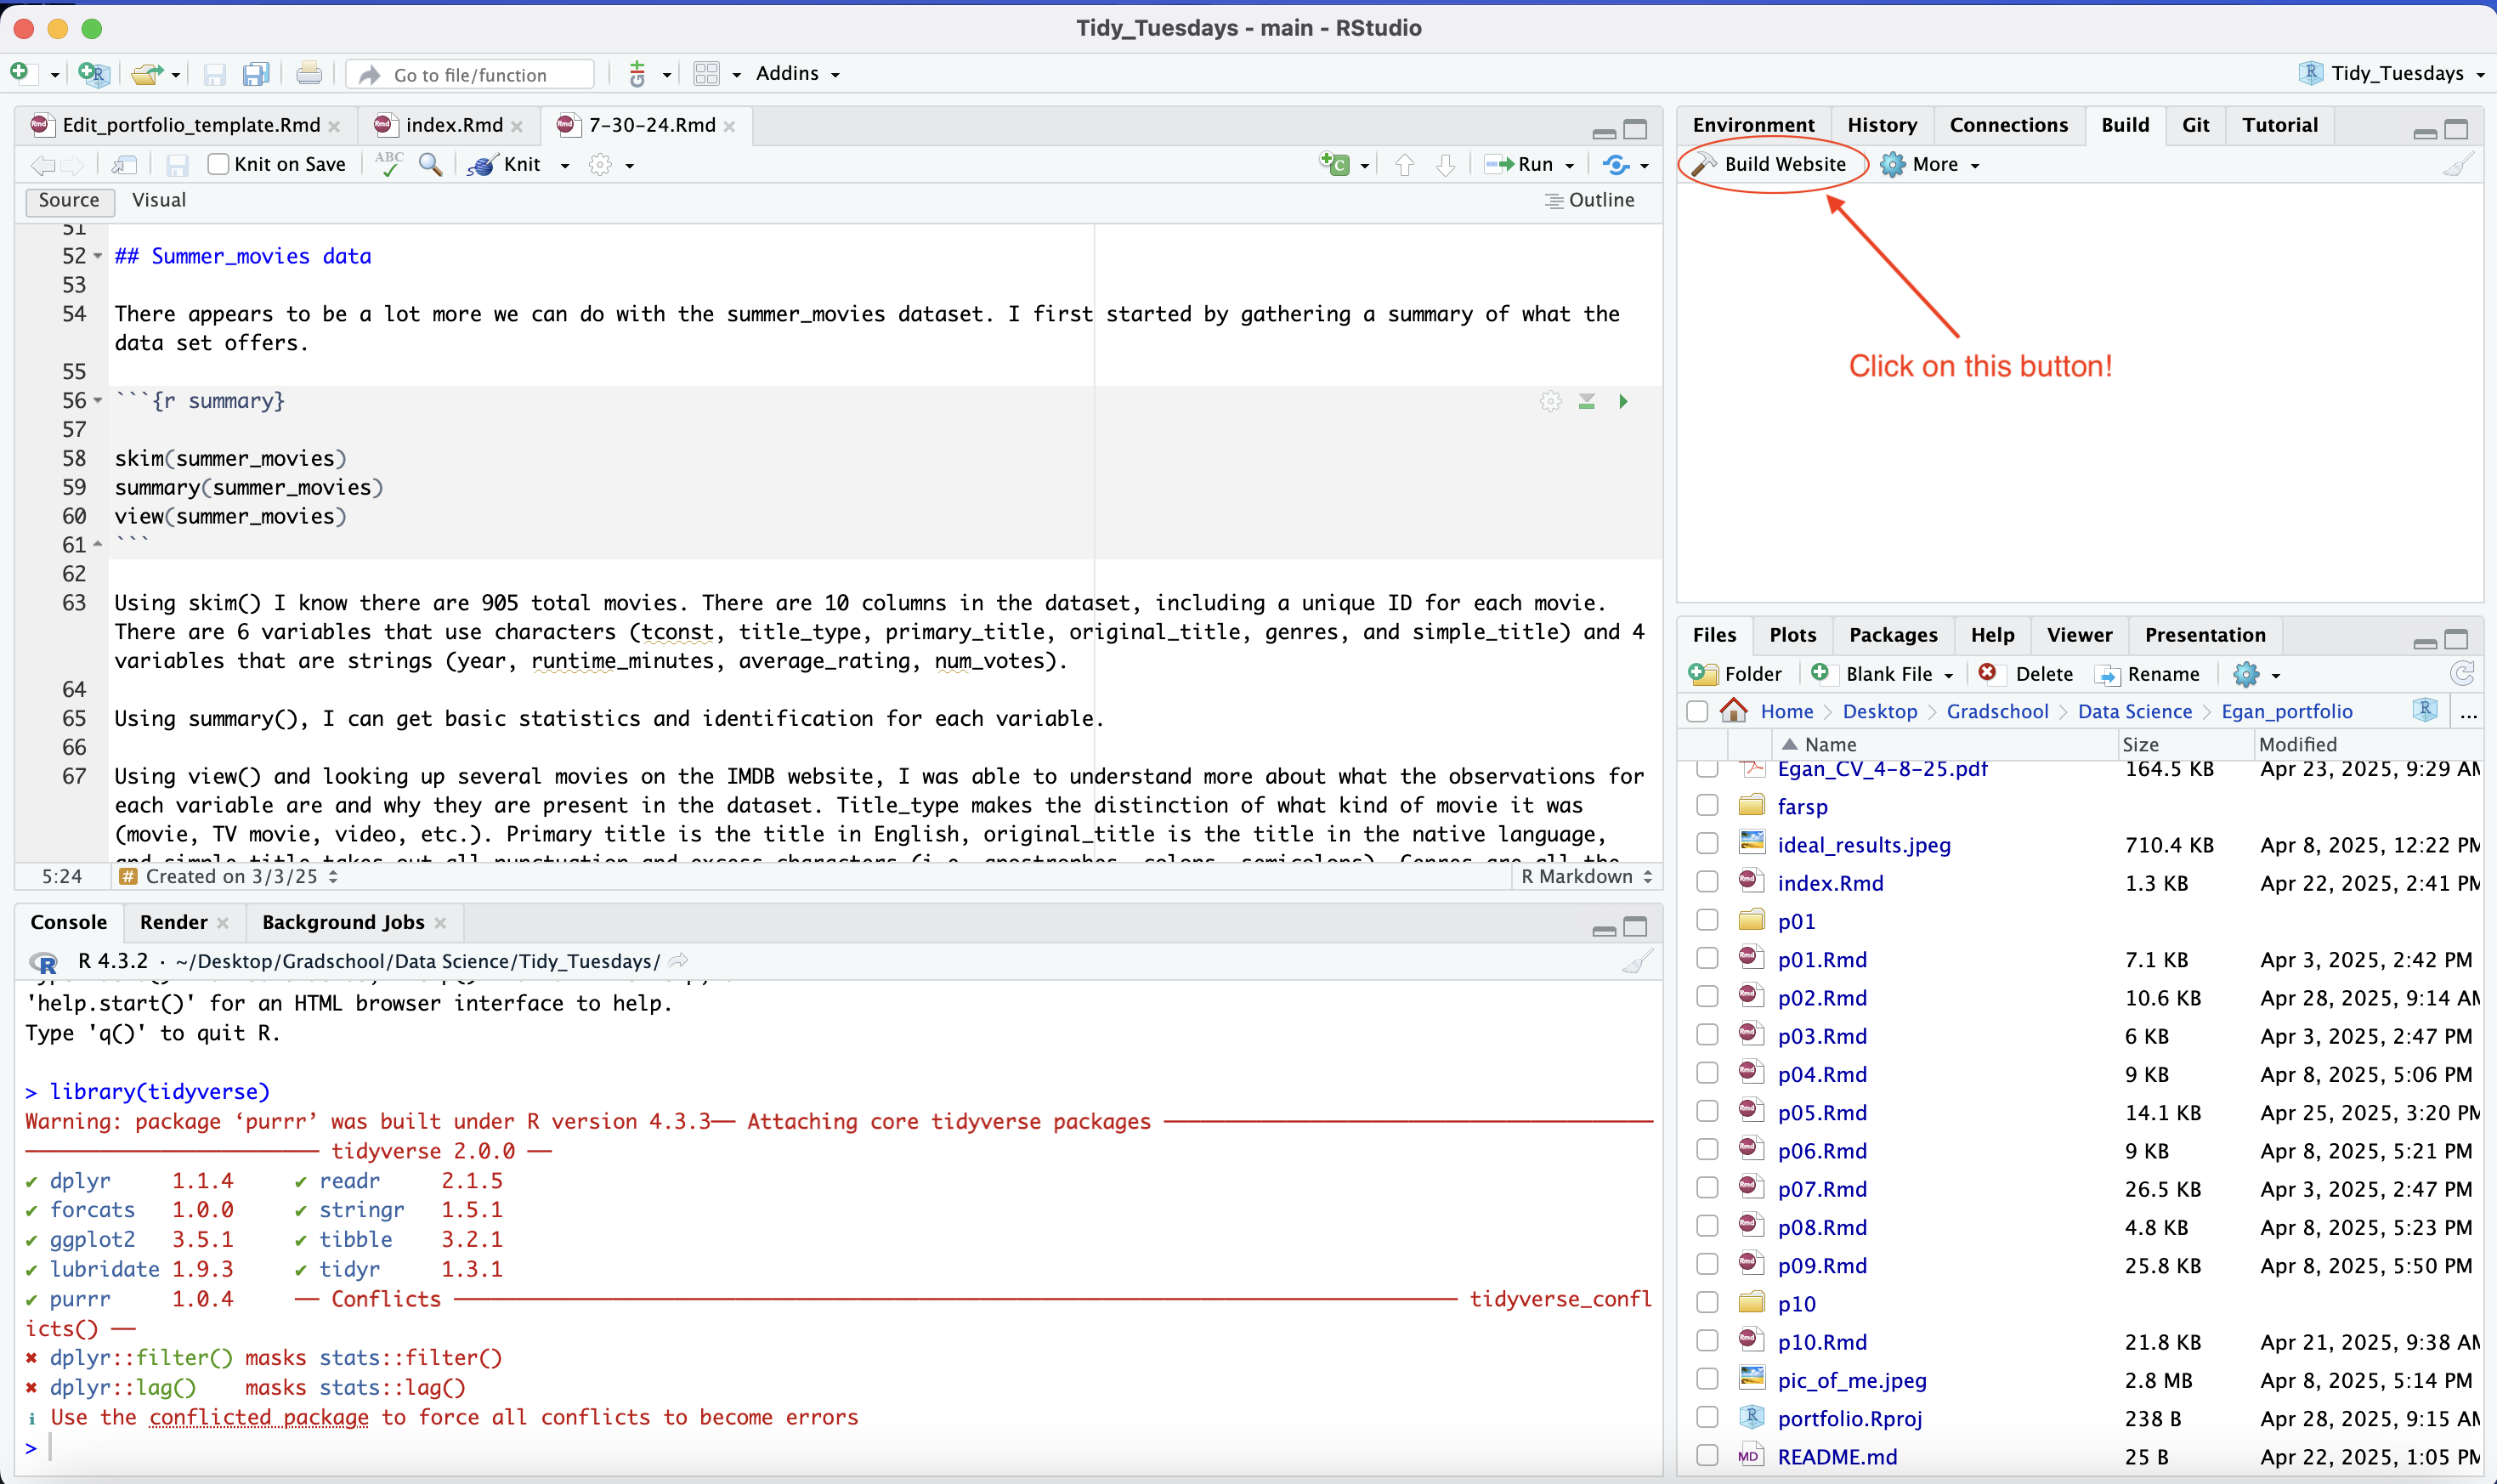 Tidy_Tuesdays - main - RStudio
Go to file/function
Addins
Tidy_Tuesdays
Edit_portfolio_template.Rmd
index.Rmd
7-30-24.Rmd
Knit on Save
ABC
Knit
Run
Source
Visual
Outline
51
52 ## Summer_movies data
53
54 There appears to be a lot more we can do with the summer_movies dataset. I first started by gathering a summary of what the
data set offers.
55
56 ```{r summary}
57
58 skim(summer_movies)
59 summary(summer_movies)
60 view(summer_movies)
61 ```
62
63 Using skim() I know there are 905 total movies. There are 10 columns in the dataset, including a unique ID for each movie.
There are 6 variables that use characters (tconst, title_type, primary_title, original_title, genres, and simple_title) and 4
variables that are strings (year, runtime_minutes, average_rating, num_votes).
64
65 Using summary(), I can get basic statistics and identification for each variable.
66
67 Using view() and looking up several movies on the IMDB website, I was able to understand more about what the observations for
each variable are and why they are present in the dataset. Title_type makes the distinction of what kind of movie it was
(movie, TV movie, video, etc.). Primary title is the title in English, original_title is the title in the native language,
and simple_title takes out all punctuation and excess characters (i.e. apostrophes, colons, semicolons). Genres are all the
5:24 # Created on 3/3/25 R Markdown
Console Render Background Jobs
R 4.3.2 · ~/Desktop/Gradschool/Data Science/Tidy_Tuesdays/
'help.start()' for an HTML browser interface to help.
Type 'q()' to quit R.
> library(tidyverse)
Warning: package ‘purrr’ was built under R version 4.3.3── Attaching core tidyverse packages ──
── tidyverse 2.0.0 ──
✔ dplyr 1.1.4 ✔ readr 2.1.5
✔ forcats 1.0.0 ✔ stringr 1.5.1
✔ ggplot2 3.5.1 ✔ tibble 3.2.1
✔ lubridate 1.9.3 ✔ tidyr 1.3.1
✔ purrr 1.0.4 ── Conflicts ── tidyverse_confl
icts() ──
✖ dplyr::filter() masks stats::filter()
✖ dplyr::lag() masks stats::lag()
ℹ Use the conflicted package to force all conflicts to become errors
>
Environment History Connections Build Git Tutorial
Build Website More
Click on this button!
Files Plots Packages Help Viewer Presentation
Folder Blank File Delete Rename
Home Desktop Gradschool Data Science Egan_portfolio ...
Name Size Modified
Egan_CV_4-8-25.pdf 164.5 KB Apr 23, 2025, 9:29 AM
farsp
ideal_results.jpeg 710.4 KB Apr 8, 2025, 12:22 PM
index.Rmd 1.3 KB Apr 22, 2025, 2:41 PM
p01
p01.Rmd 7.1 KB Apr 3, 2025, 2:42 PM
p02.Rmd 10.6 KB Apr 28, 2025, 9:14 AM
p03.Rmd 6 KB Apr 3, 2025, 2:47 PM
p04.Rmd 9 KB Apr 8, 2025, 5:06 PM
p05.Rmd 14.1 KB Apr 25, 2025, 3:20 PM
p06.Rmd 9 KB Apr 8, 2025, 5:21 PM
p07.Rmd 26.5 KB Apr 3, 2025, 2:47 PM
p08.Rmd 4.8 KB Apr 8, 2025, 5:23 PM
p09.Rmd 25.8 KB Apr 8, 2025, 5:50 PM
p10
p10.Rmd 21.8 KB Apr 21, 2025, 9:38 AM
pic_of_me.jpeg 2.8 MB Apr 8, 2025, 5:14 PM
portfolio.Rproj 238 B Apr 28, 2025, 9:15 AM
README.md 25 B Apr 22, 2025, 1:05 PM